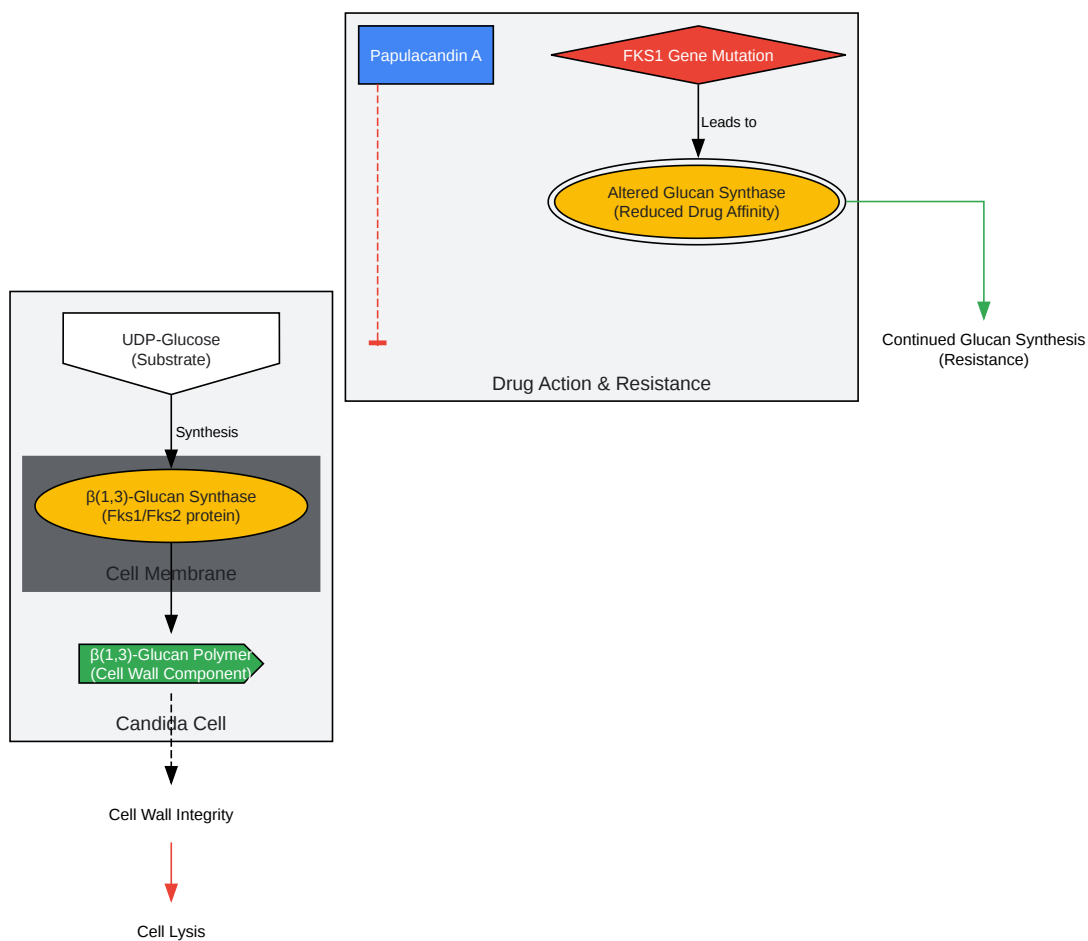 Papulacandin A
FKS1 Gene Mutation
Leads to
Altered Glucan Synthase
(Reduced Drug Affinity)
Continued Glucan Synthesis
(Resistance)
Drug Action & Resistance
UDP-Glucose
(Substrate)
Synthesis
β(1,3)-Glucan Synthase
(Fks1/Fks2 protein)
Cell Membrane
β(1,3)-Glucan Polymer
(Cell Wall Component)
Candida Cell
Cell Wall Integrity
Cell Lysis